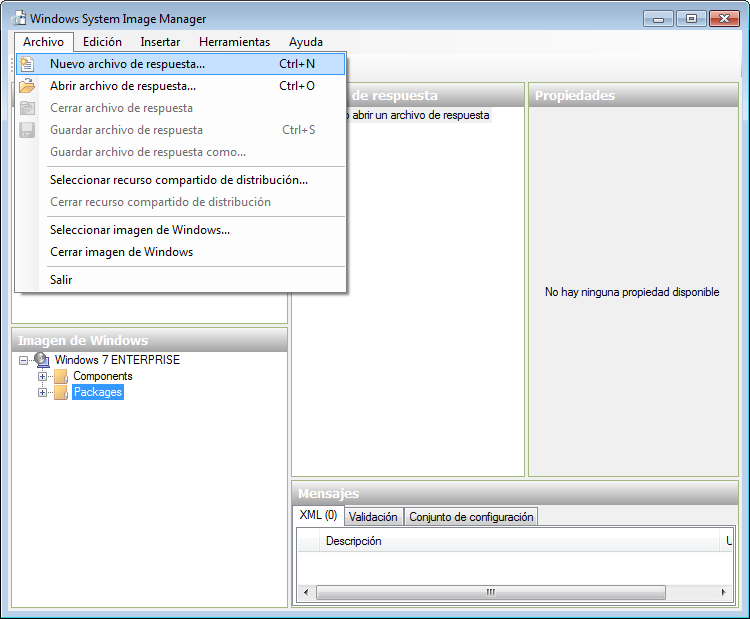 Windows System Image Manager
Archivo Edición Insertar Herramientas Ayuda
Nuevo archivo de respuesta... Ctrl+N
Abrir archivo de respuesta... Ctrl+O
Cerrar archivo de respuesta
Guardar archivo de respuesta Ctrl+S
Guardar archivo de respuesta como...
Seleccionar recurso compartido de distribución...
Cerrar recurso compartido de distribución
Seleccionar imagen de Windows...
Cerrar imagen de Windows
Salir
de respuesta
o abrir un archivo de respuesta
Propiedades
No hay ninguna propiedad disponible
Imagen de Windows
Windows 7 ENTERPRISE
Components
Packages
Mensajes
XML (0) Validación Conjunto de configuración
Descripción U